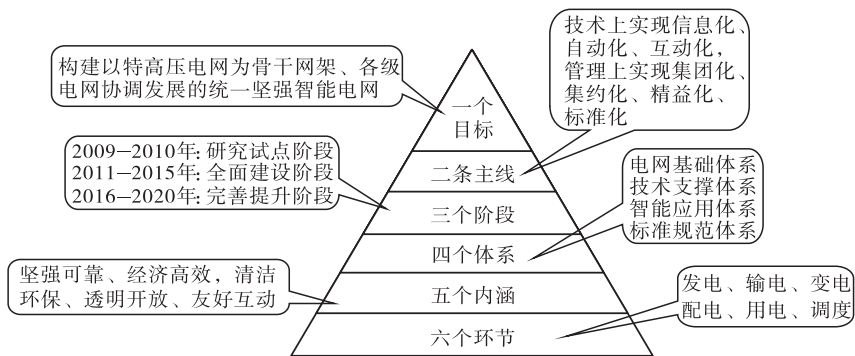 构建以特高压电网为骨干网架、各级
电网协调发展的统一坚强智能电网
技术上实现信息化、
自动化、互动化，
管理上实现集团化、
集约化、精益化、
标准化
一个
目标
2009—2010年：研究试点阶段
2011—2015年：全面建设阶段
2016—2020年：完善提升阶段
二条主线
电网基础体系
技术支撑体系
智能应用体系
标准规范体系
三个阶段
四个体系
坚强可靠、经济高效，清洁
环保、透明开放、友好互动
五个内涵
发电、输电、变电
配电、用电、调度
六个环节